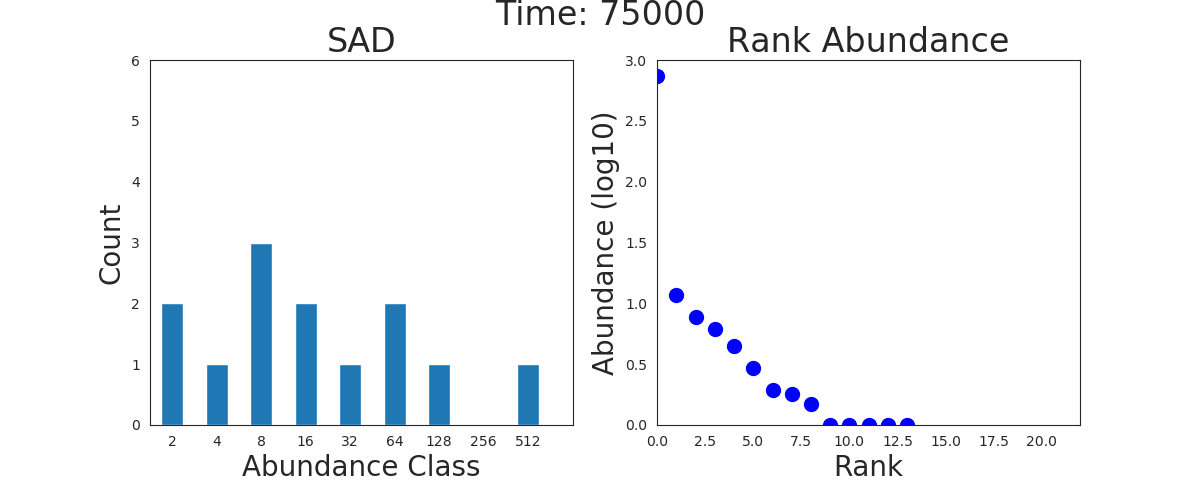 Time: 75000
SAD
6
5
4
3
2
1
0
Count
2 4 8 16 32 64 128 256 512
Abundance Class
Rank Abundance
3.0
2.5
2.0
1.5
1.0
0.5
0.0
Abundance (log10)
0.0 2.5 5.0 7.5 10.0 12.5 15.0 17.5 20.0
Rank